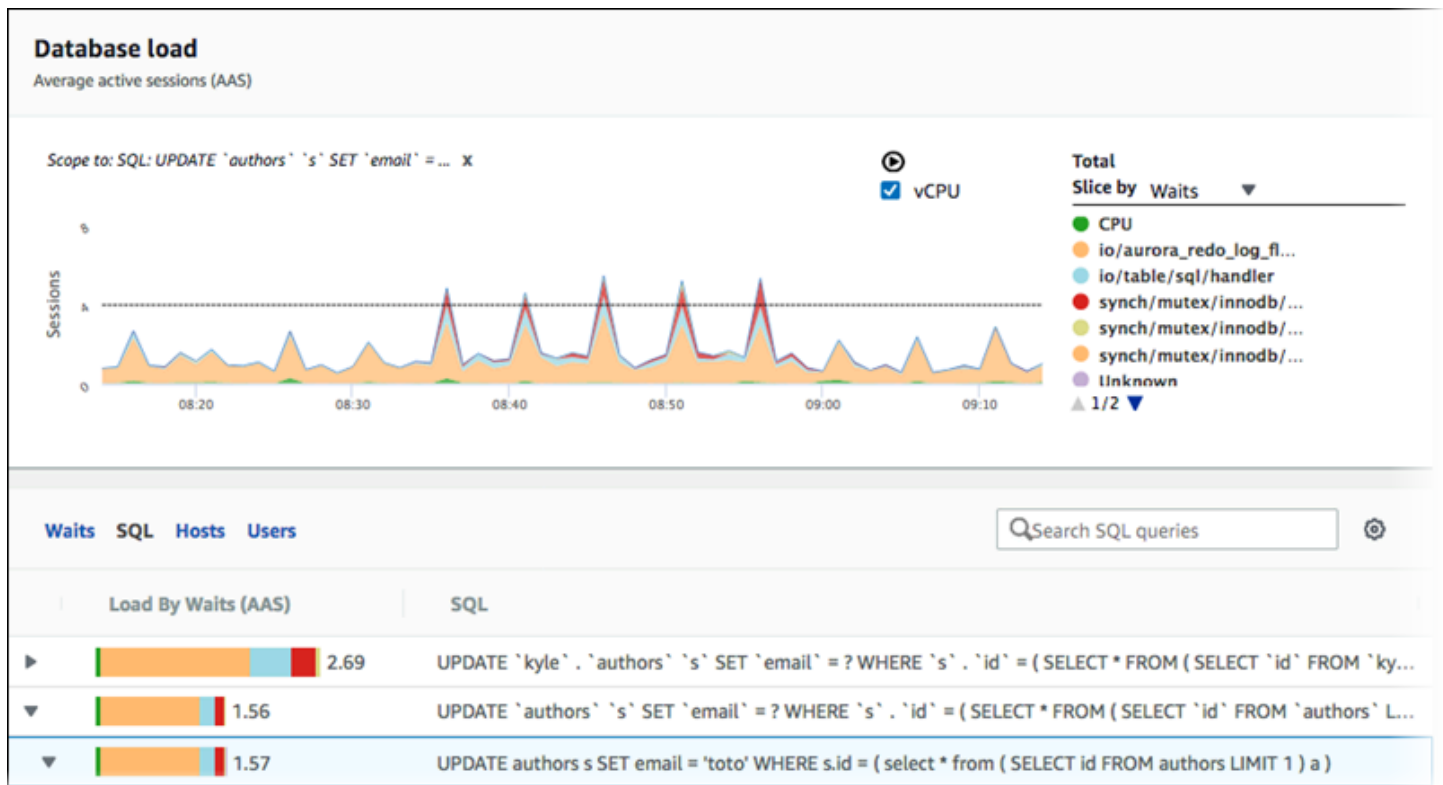 Database load
Average active sessions (AAS)
Scope to: SQL: UPDATE `authors` `s` SET `email` = ... x
vCPU
Total
Slice by Waits
CPU
io/aurora_redo_log_fl...
io/table/sql/handler
synch/mutex/innodb/...
synch/mutex/innodb/...
synch/mutex/innodb/...
Unknown
1/2
Sessions
8
4
0
08:20 08:30 08:40 08:50 09:00 09:10
Waits SQL Hosts Users
Search SQL queries
Load By Waits (AAS) SQL
2.69 UPDATE `kyle` . `authors` `s` SET `email` = ? WHERE `s` . `id` = ( SELECT * FROM ( SELECT `id` FROM `ky...
1.56 UPDATE `authors` `s` SET `email` = ? WHERE `s` . `id` = ( SELECT * FROM ( SELECT `id` FROM `authors` L...
1.57 UPDATE authors s SET email = 'toto' WHERE s.id = ( select * from ( SELECT id FROM authors LIMIT 1 ) a )